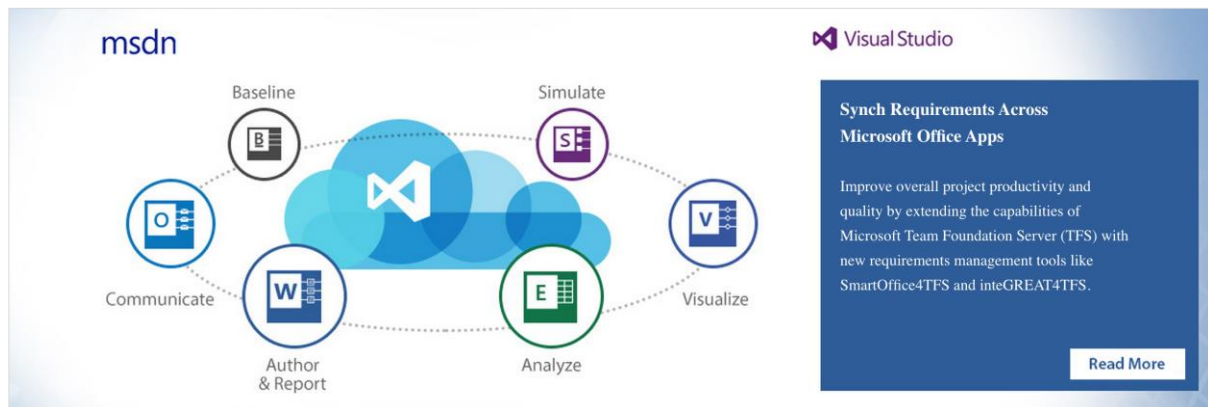 msdn
Visual Studio
Baseline
Simulate
B
S
O
V
Communicate
Visualize
W
E
Author
& Report
Analyze
Synch Requirements Across
Microsoft Office Apps
Improve overall project productivity and
quality by extending the capabilities of
Microsoft Team Foundation Server (TFS) with
new requirements management tools like
SmartOffice4TFS and inteGREAT4TFS.
Read More